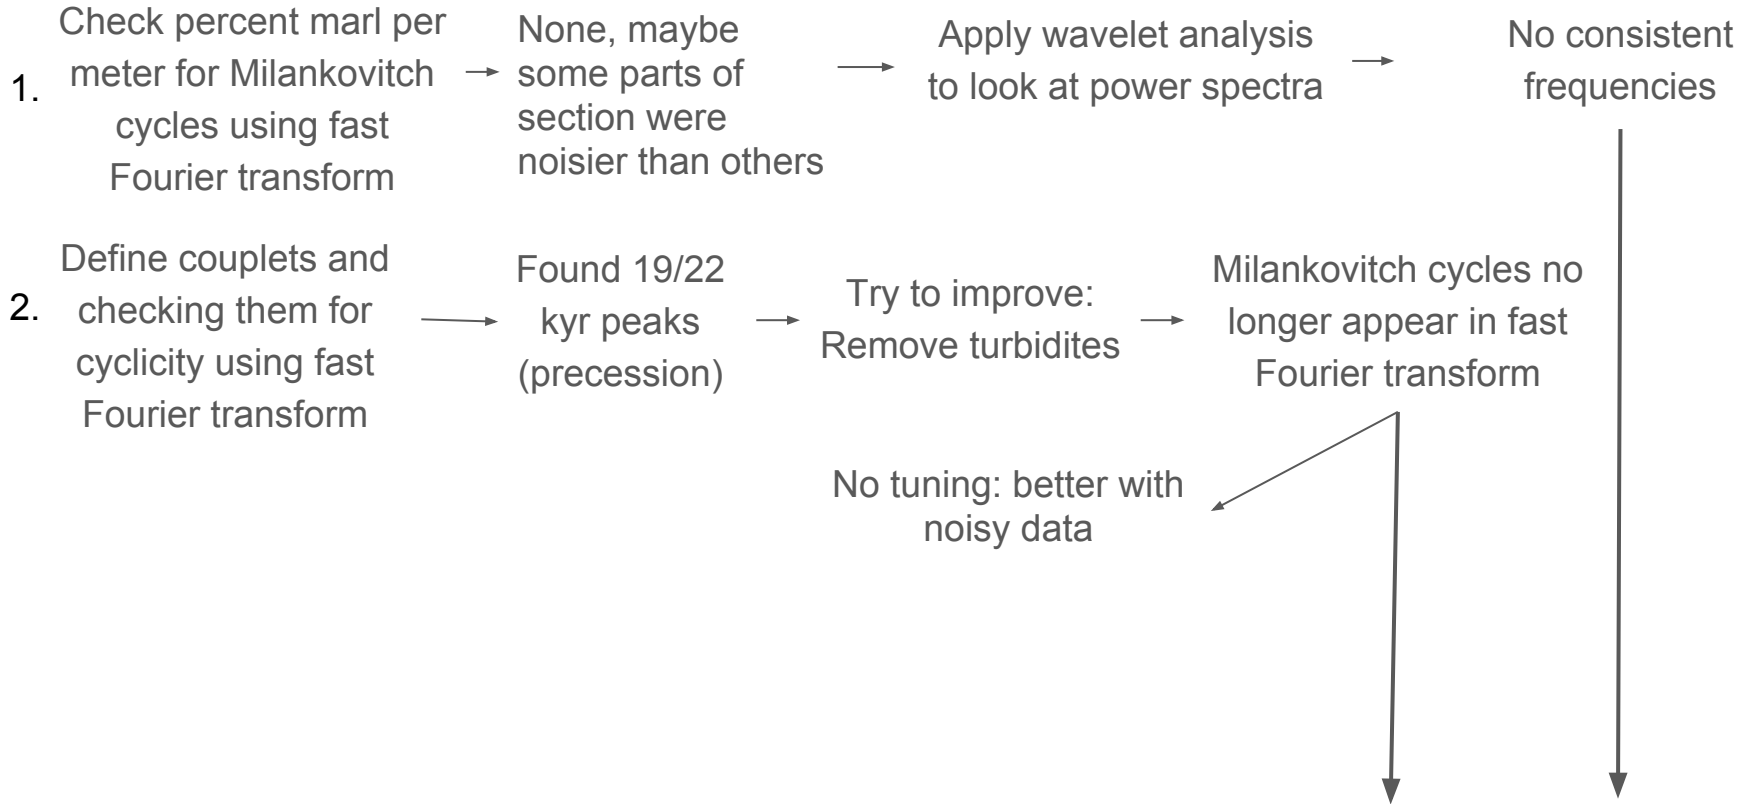 1.
Check percent marl per
meter for Milankovitch
cycles using fast
Fourier transform
None, maybe
some parts of
section were
noisier than others
Apply wavelet analysis
to look at power spectra
No consistent
frequencies
2.
Define couplets and
checking them for
cyclicity using fast
Fourier transform
Found 19/22
kyr peaks
(precession)
Try to improve:
Remove turbidites
Milankovitch cycles no
longer appear in fast
Fourier transform
No tuning: better with
noisy data